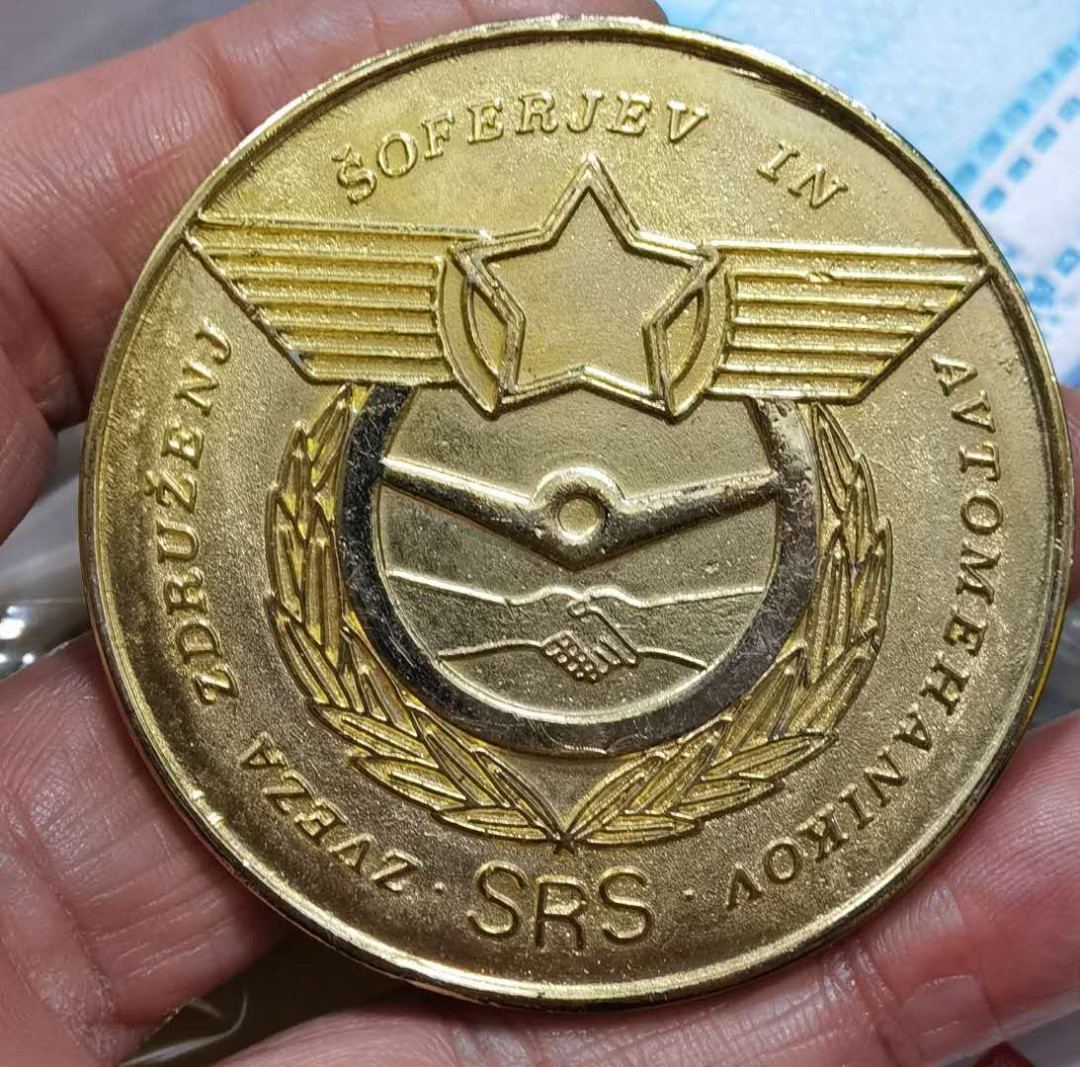 ZVEZA ZDRUŽENJ ŠOFERJEV IN AVTOMEHANIKOV
· SRS ·